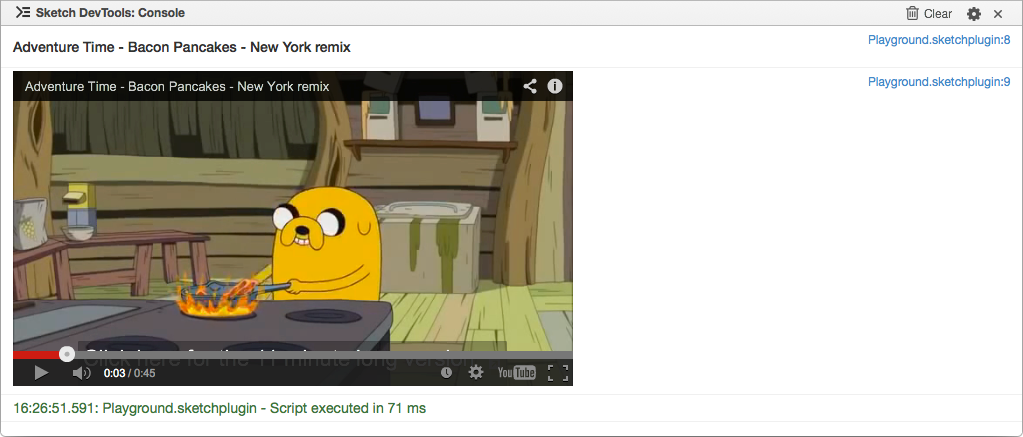 Sketch DevTools: Console
Clear
Adventure Time - Bacon Pancakes - New York remix
Playground.sketchplugin:8
Playground.sketchplugin:9
Adventure Time - Bacon Pancakes - New York remix
Click here for the 11 minute long version
0:03 / 0:45
YouTube
16:26:51.591: Playground.sketchplugin - Script executed in 71 ms